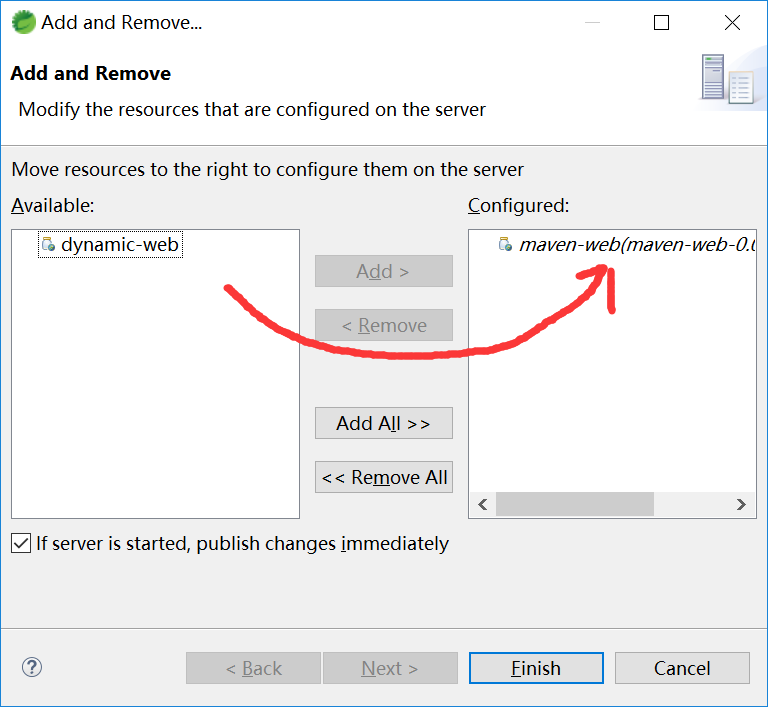 Add and Remove...
Add and Remove
Modify the resources that are configured on the server
Move resources to the right to configure them on the server
Available:
Configured:
dynamic-web
maven-web(maven-web-0.0
Add >
< Remove
Add All >>
<< Remove All
If server is started, publish changes immediately
?
< Back
Next >
Finish
Cancel